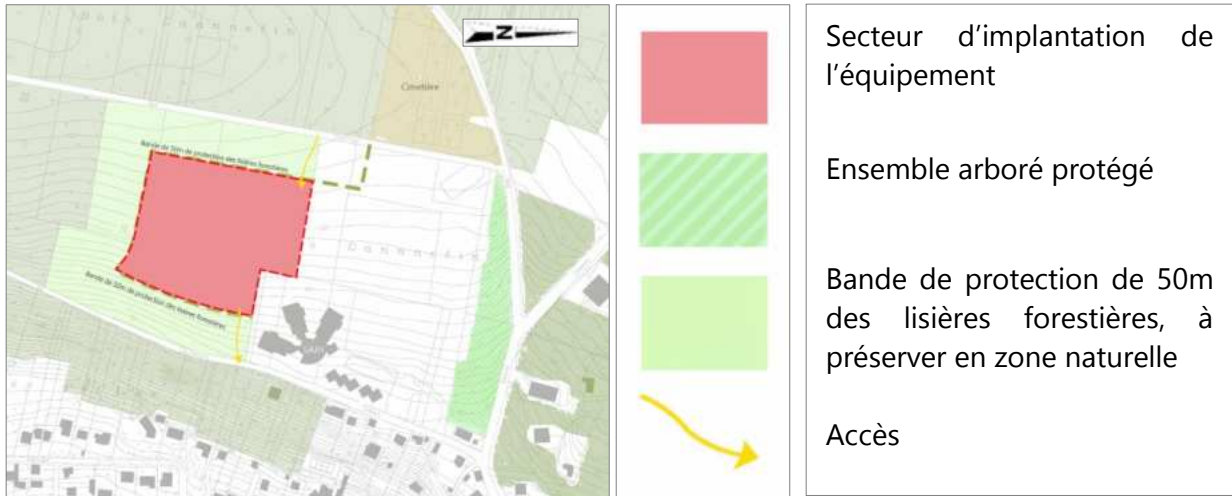 N
Cimetière
Bande de 50m de protection des lisières forestières
Bande de 50m de protection des lisières forestières
Secteur d'implantation de
l'équipement
Ensemble arboré protégé
Bande de protection de 50m
des lisières forestières, à
préserver en zone naturelle
Accès